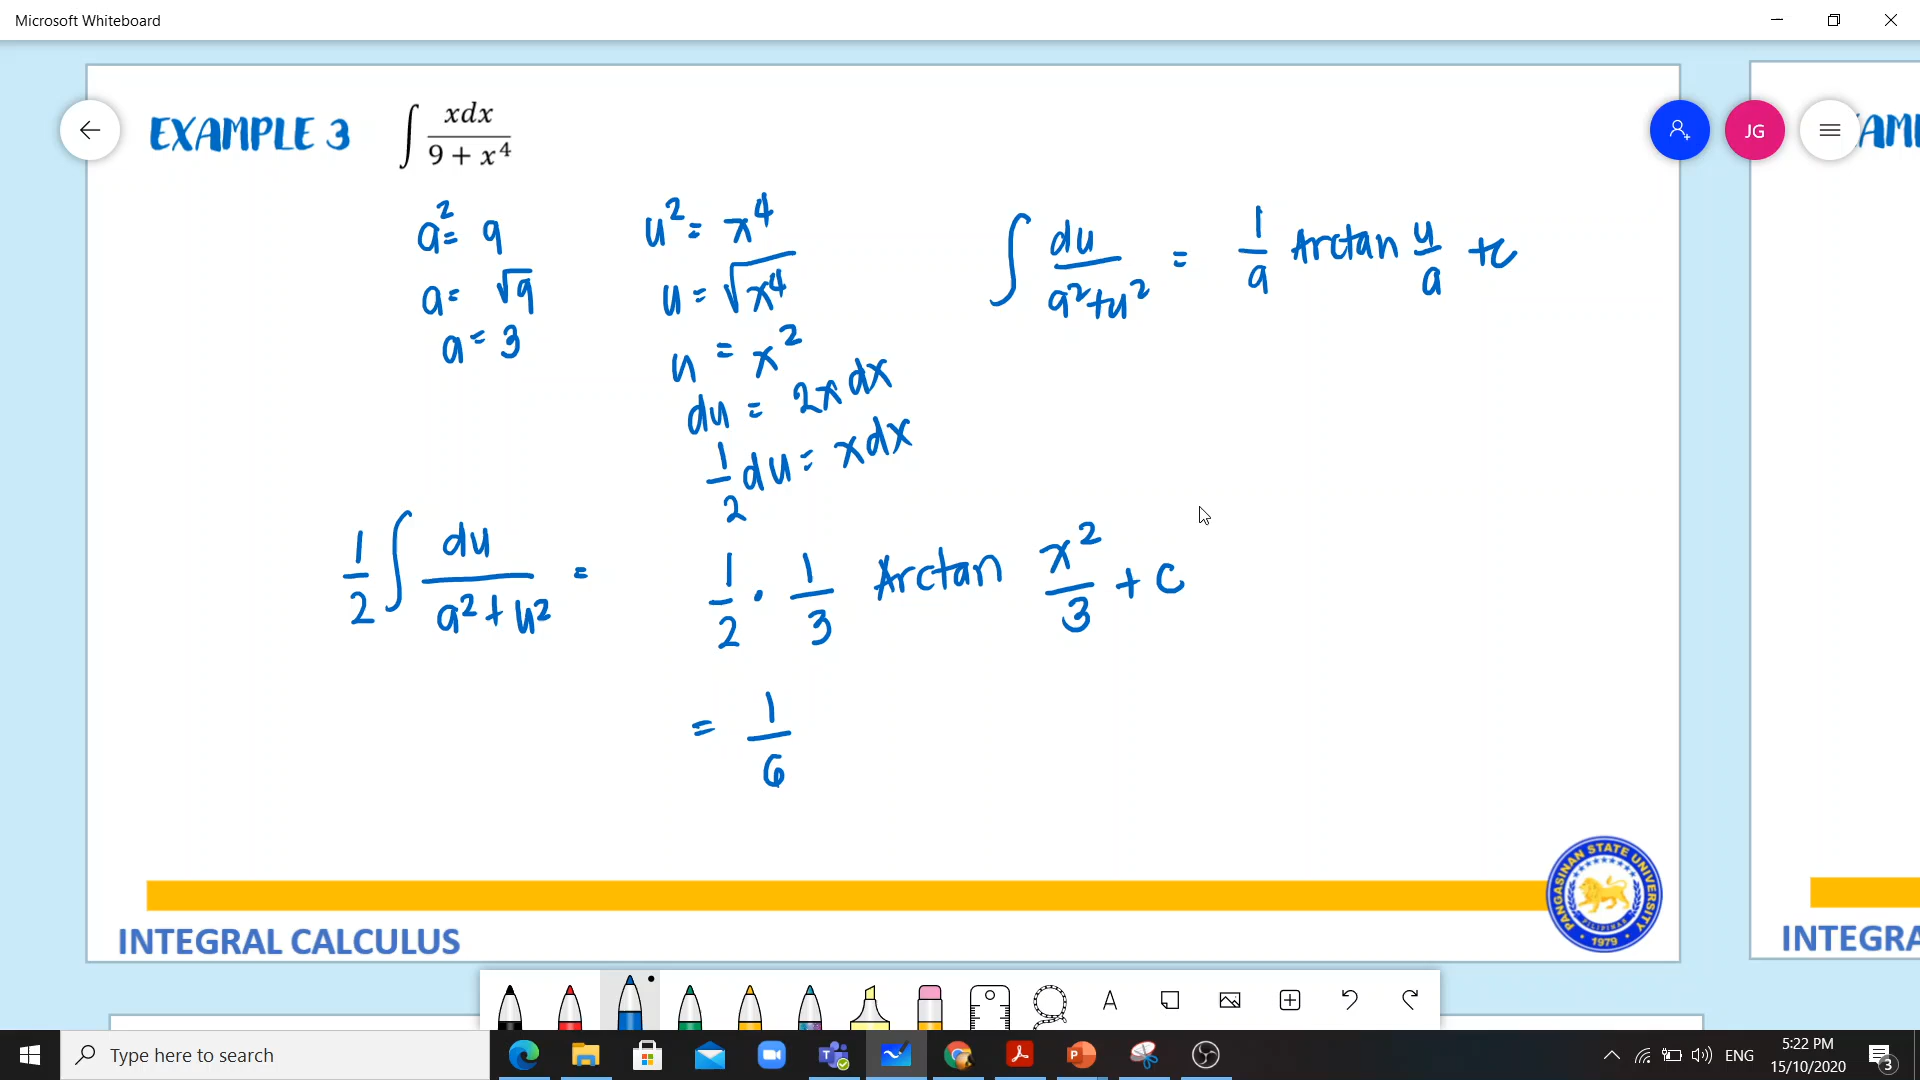 Microsoft Whiteboard
EXAMPLE 3 ∫ xdx / 9 + x⁴
JG
AMI
a² = 9
a = √9
a = 3
u² = x⁴
u = √x⁴
u = x²
du = 2x dx
1/2 du = x dx
∫ du / a² + u² = 1/a Arctan u/a + c
1/2 ∫ du / a² + u² = 1/2 · 1/3 Arctan x²/3 + C
= 1/6
PANGASINAN STATE UNIVERSITY
PILIPINAS
1979
INTEGRAL CALCULUS
INTEGRA
A
Type here to search
ENG
5:22 PM
15/10/2020
3